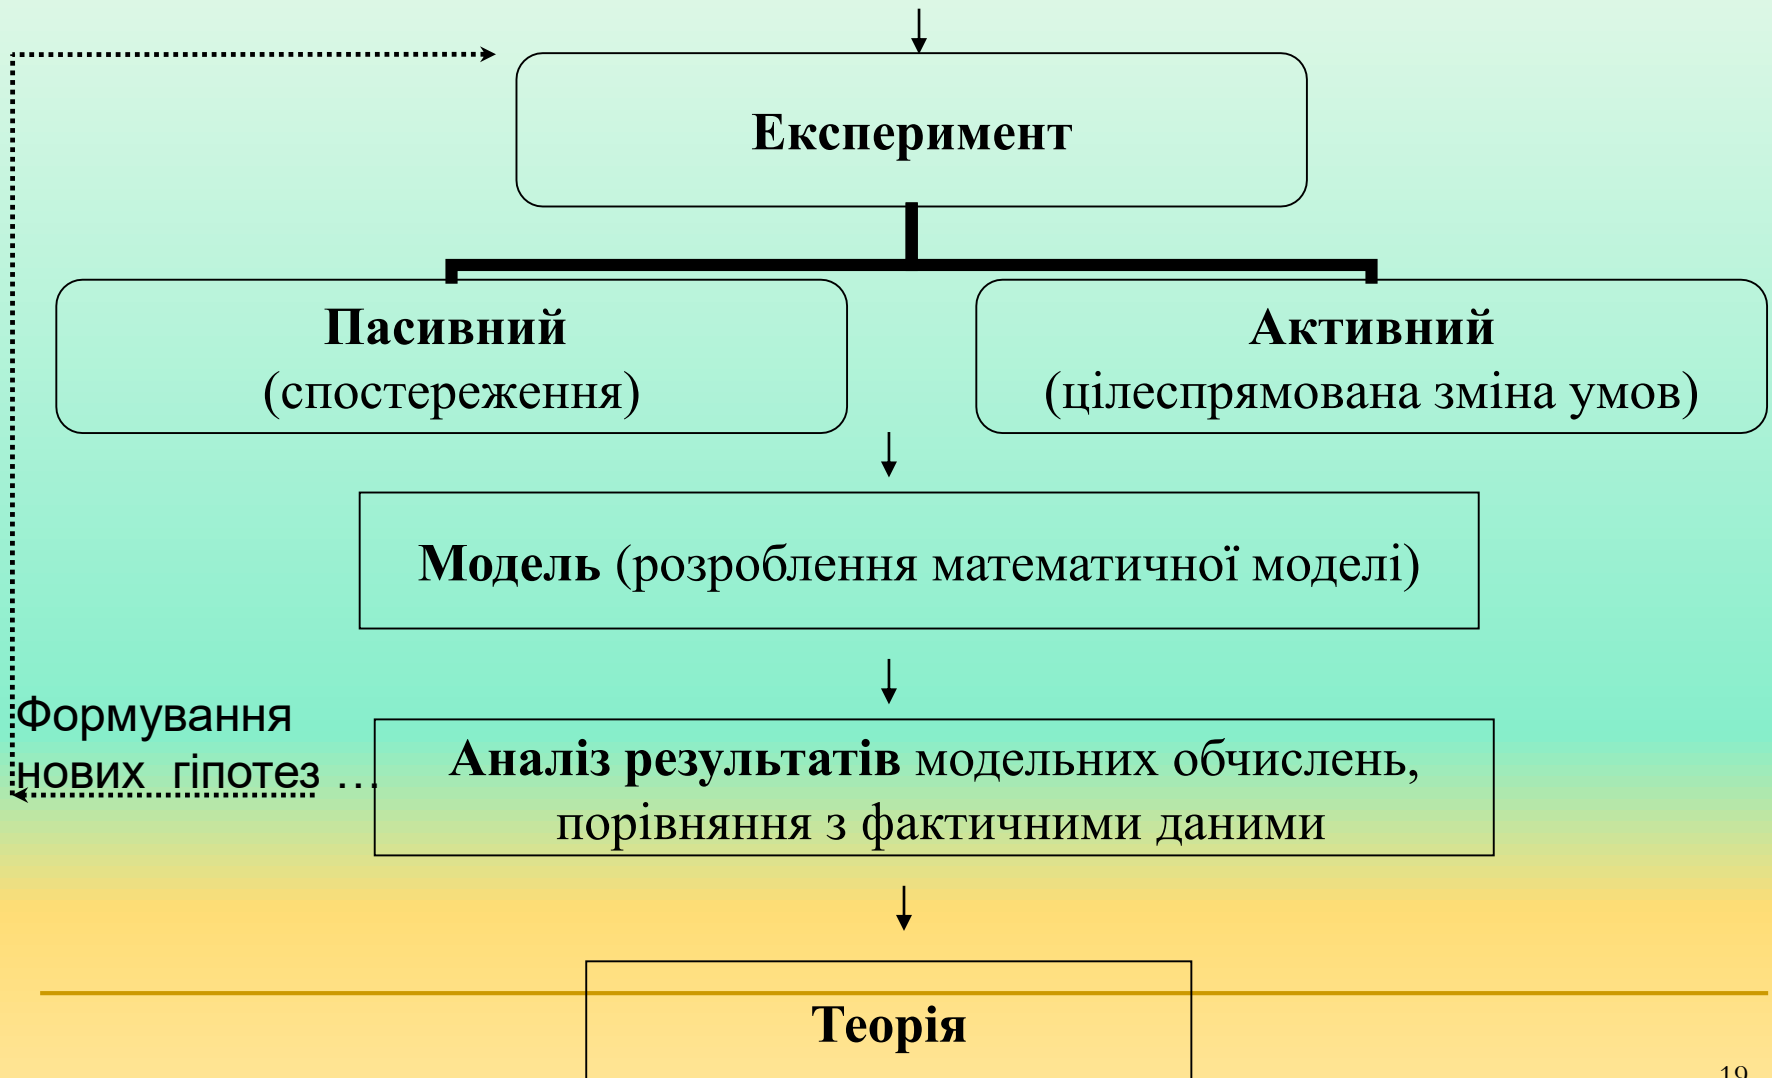 Експеримент
Пасивний
(спостереження)
Активний
(цілеспрямована зміна умов)
Модель (розроблення математичної моделі)
Формування
нових гіпотез ...
Аналіз результатів модельних обчислень,
порівняння з фактичними даними
Теорія
19